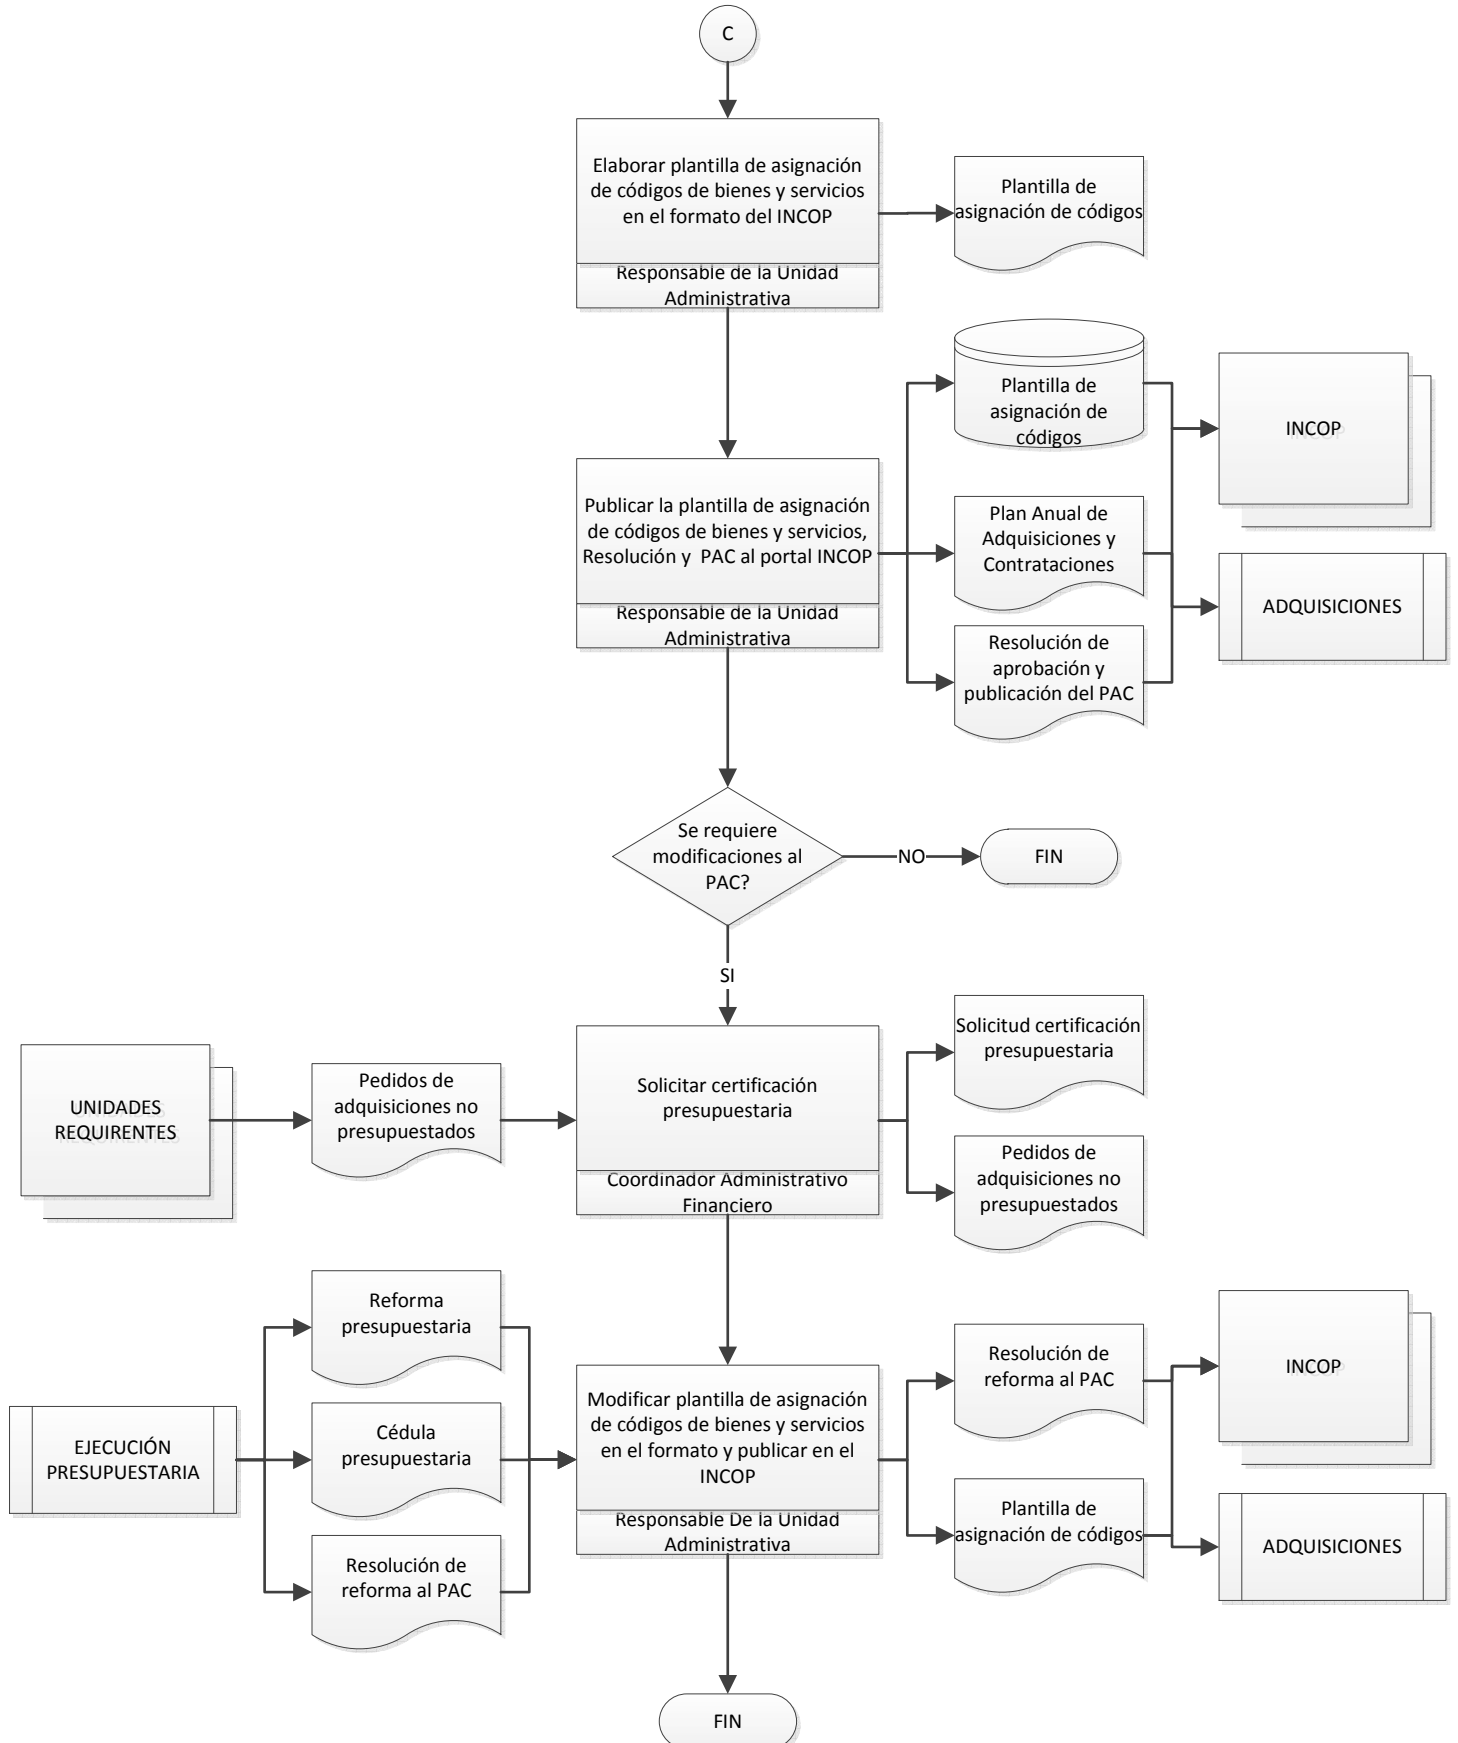 C
Elaborar plantilla de asignación
de códigos de bienes y servicios
en el formato del INCOP
Responsable de la Unidad
Administrativa
Plantilla de
asignación de códigos
Plantilla de
asignación de
códigos
INCOP
Publicar la plantilla de asignación
de códigos de bienes y servicios,
Resolución y PAC al portal INCOP
Responsable de la Unidad
Administrativa
Plan Anual de
Adquisiciones y
Contrataciones
ADQUISICIONES
Resolución de
aprobación y
publicación del PAC
Se requiere
modificaciones al
PAC?
NO
FIN
SI
UNIDADES
REQUIRENTES
Pedidos de
adquisiciones no
presupuestados
Solicitar certificación
presupuestaria
Coordinador Administrativo
Financiero
Solicitud certificación
presupuestaria
Pedidos de
adquisiciones no
presupuestados
Reforma
presupuestaria
EJECUCIÓN
PRESUPUESTARIA
Cédula
presupuestaria
Resolución de
reforma al PAC
Modificar plantilla de asignación
de códigos de bienes y servicios
en el formato y publicar en el
INCOP
Responsable De la Unidad
Administrativa
Resolución de
reforma al PAC
INCOP
Plantilla de
asignación de códigos
ADQUISICIONES
FIN